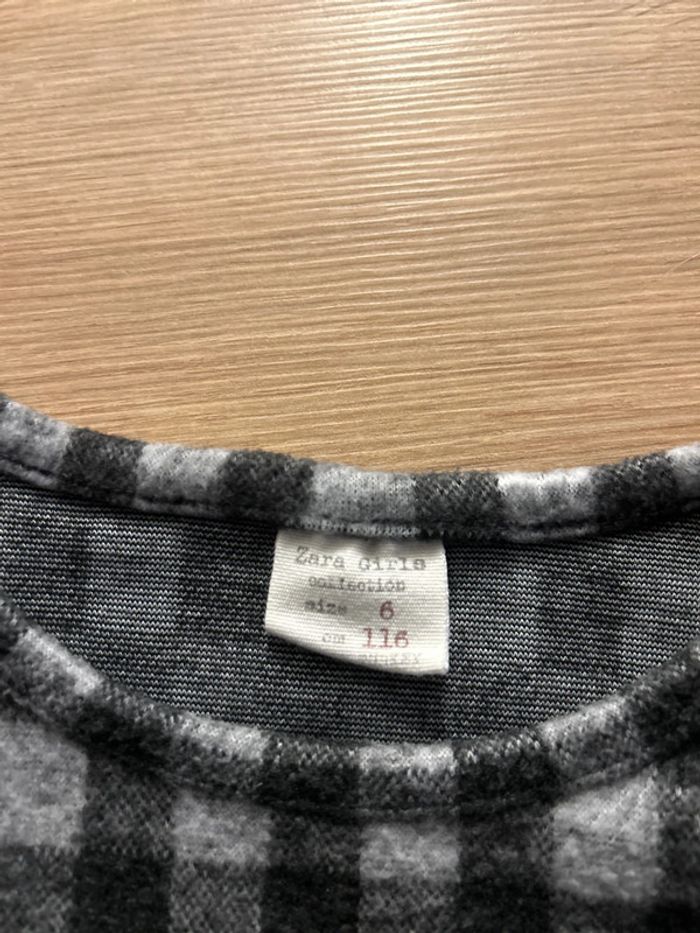 Zara Girls
collection
size 6
cm 116